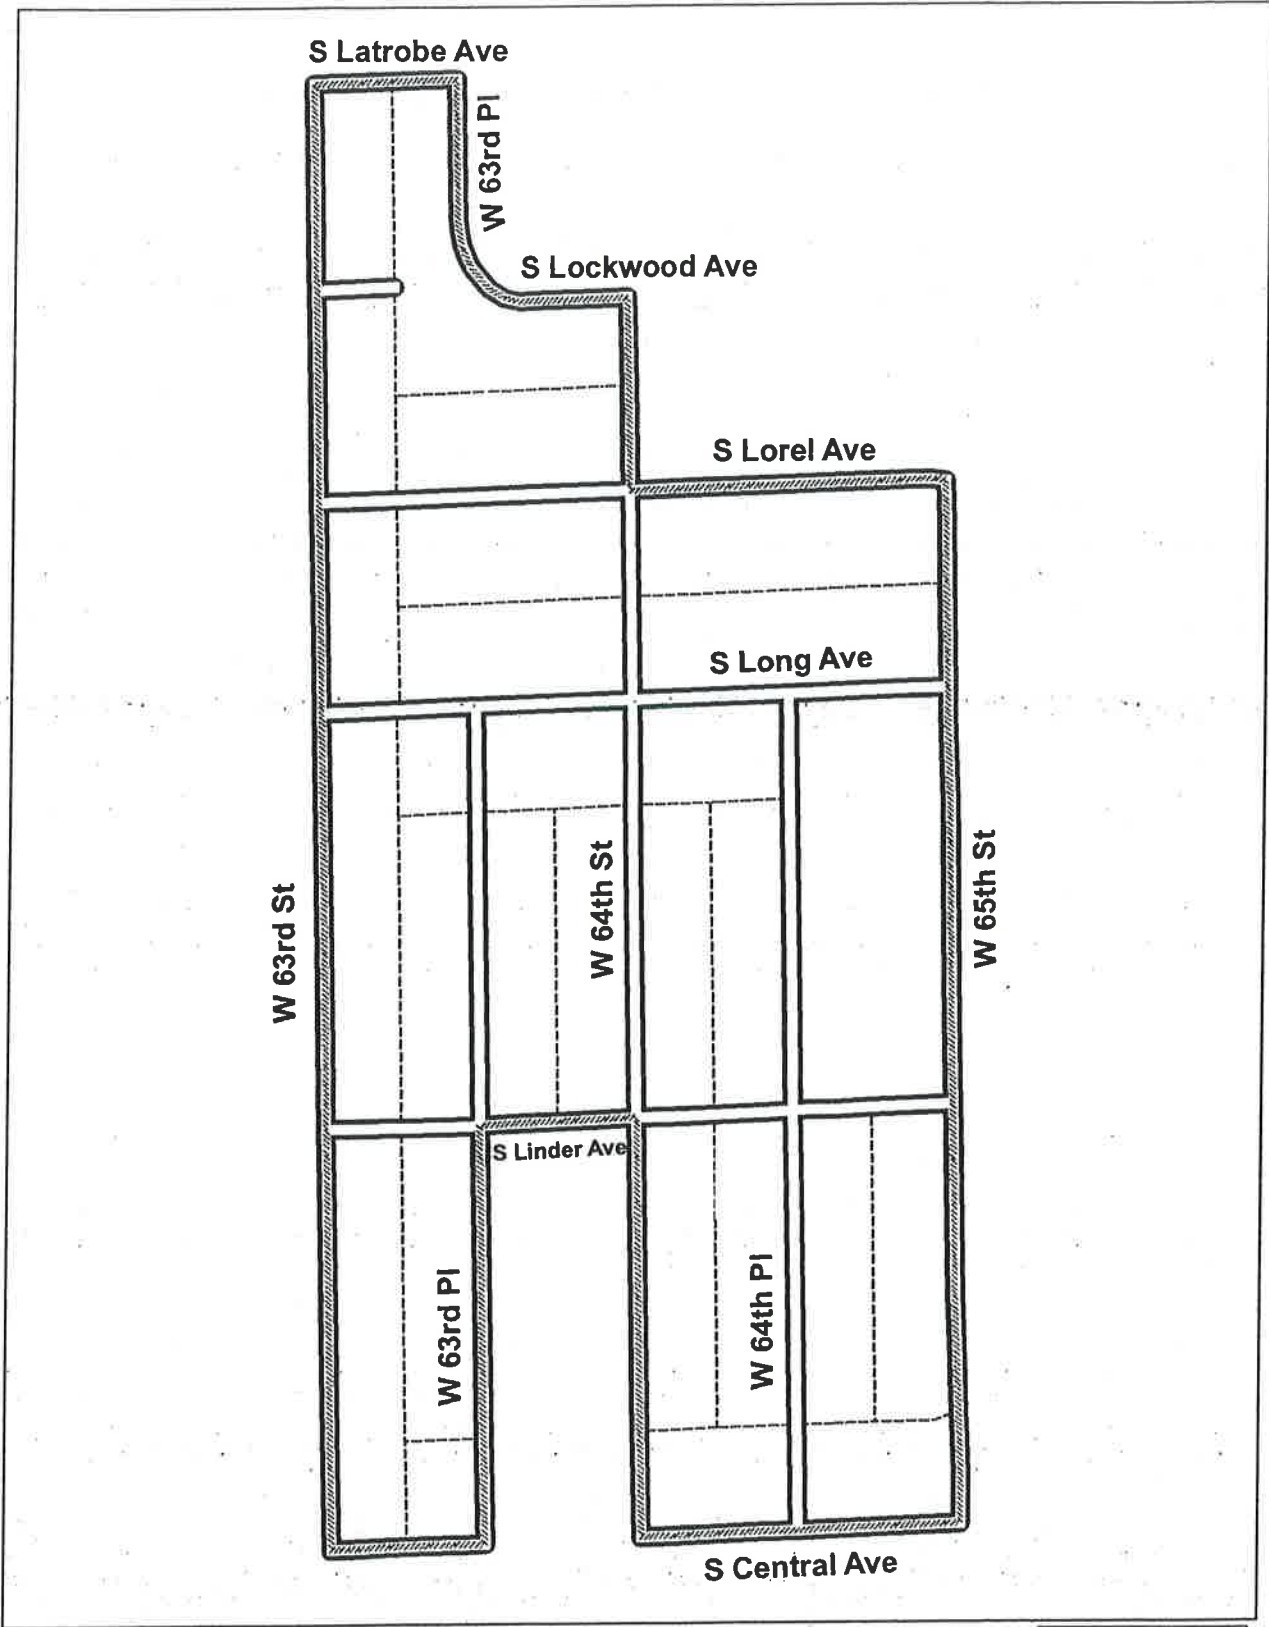 S Latrobe Ave
W 63rd Pl
S Lockwood Ave
S Lorel Ave
S Long Ave
W 64th St
W 65th St
W 63rd St
S Linder Ave
W 63rd Pl
W 64th Pl
S Central Ave